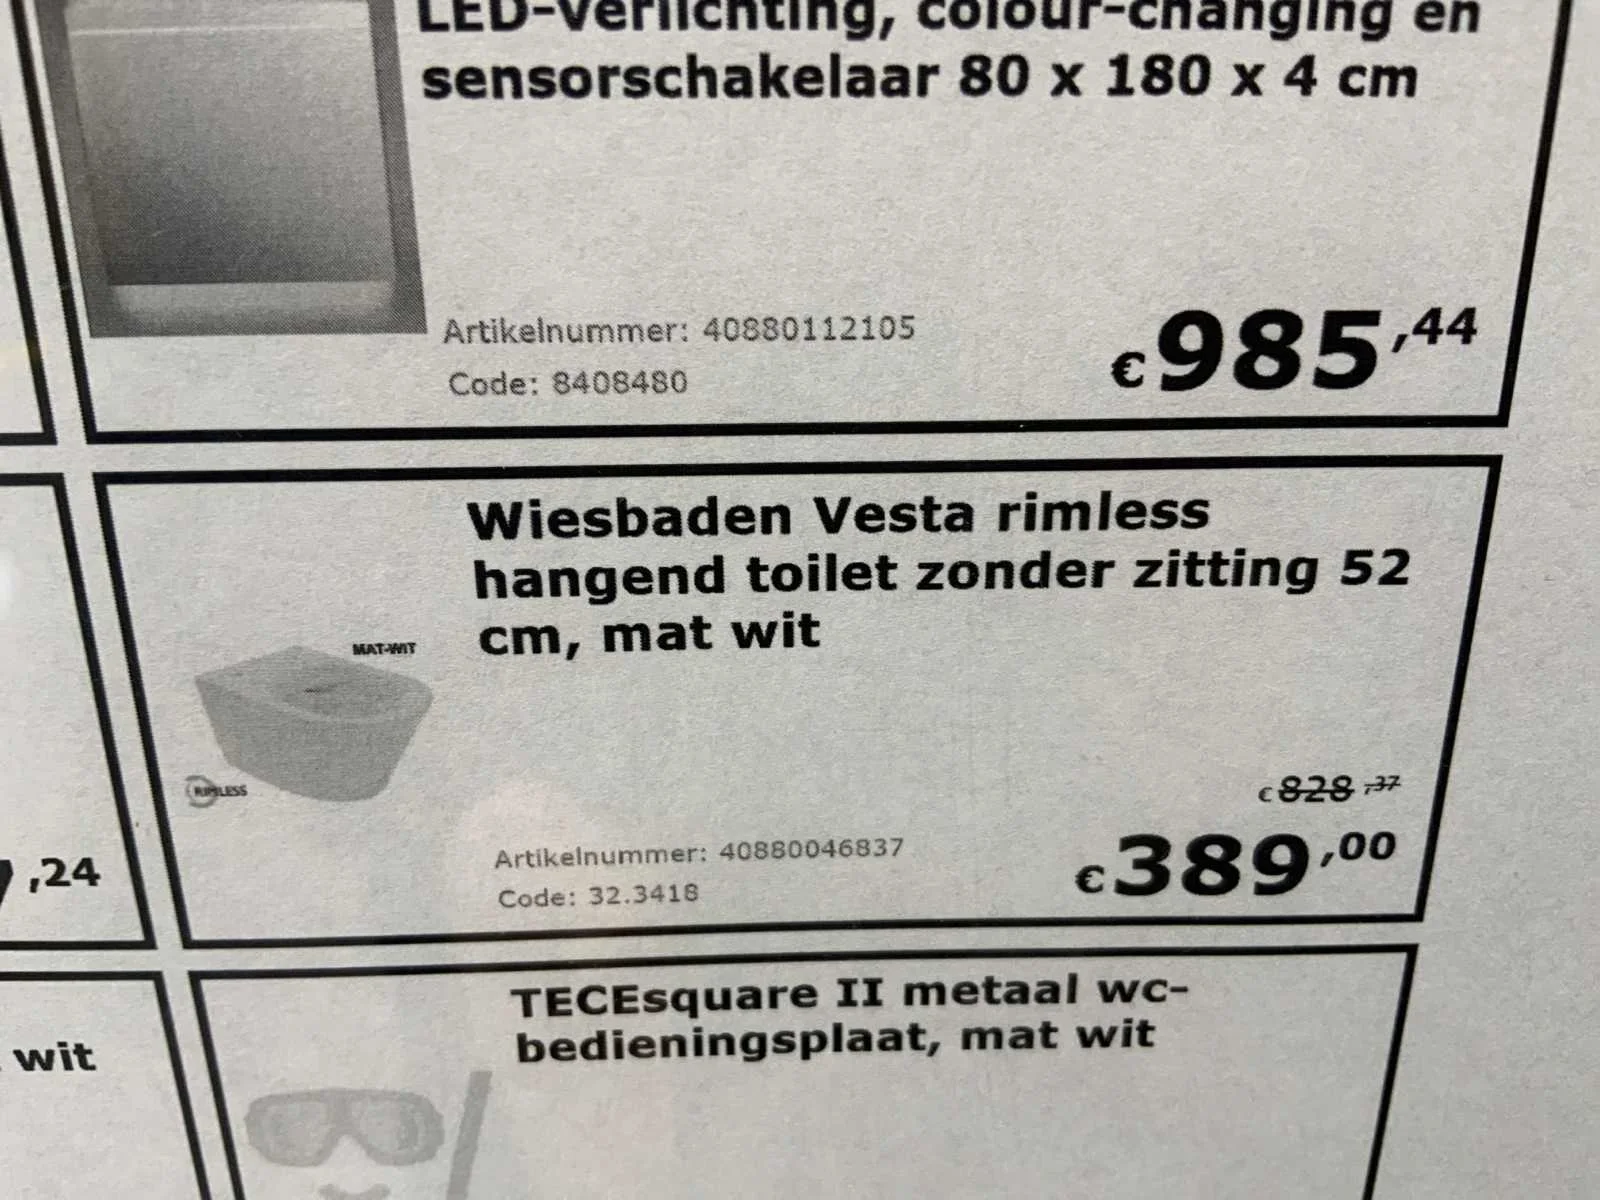 LED-verlichting, colour-changing en
sensorschakelaar 80 x 180 x 4 cm
Artikelnummer: 40880112105
Code: 8408480
€985,44
Wiesbaden Vesta rimless
hangend toilet zonder zitting 52
cm, mat wit
MAT-WIT
RIMLESS
€828,37
Artikelnummer: 40880046837
Code: 32.3418
€389,00
,24
TECEsquare II metaal wc-
bedieningsplaat, mat wit
wit